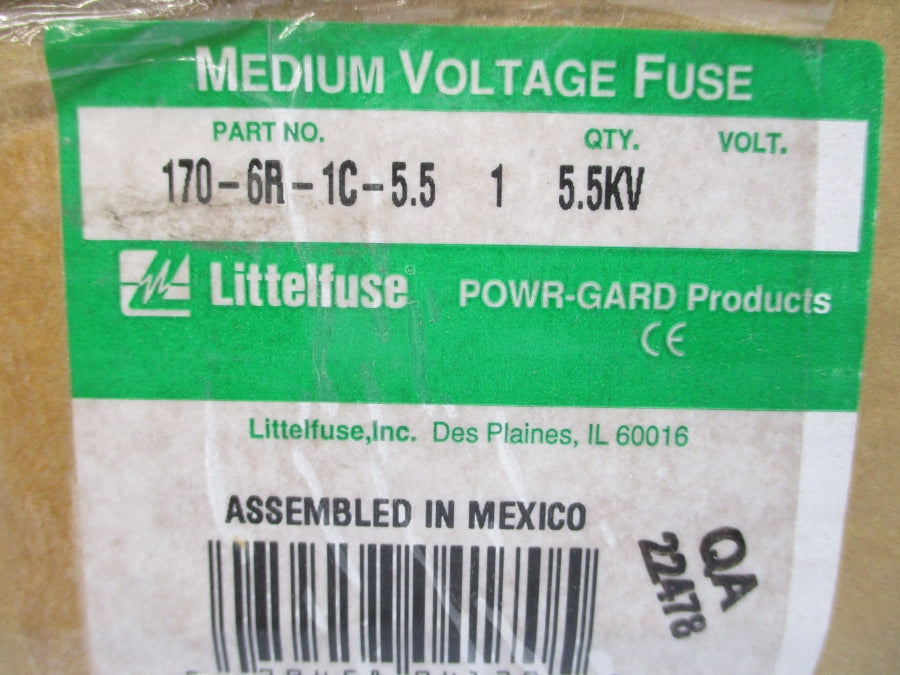 MEDIUM VOLTAGE FUSE
PART NO. QTY. VOLT.
170-6R-1C-5.5 1 5.5KV
Littelfuse® POWR-GARD Products
CE
Littelfuse,Inc. Des Plaines, IL 60016
ASSEMBLED IN MEXICO
QA
22478